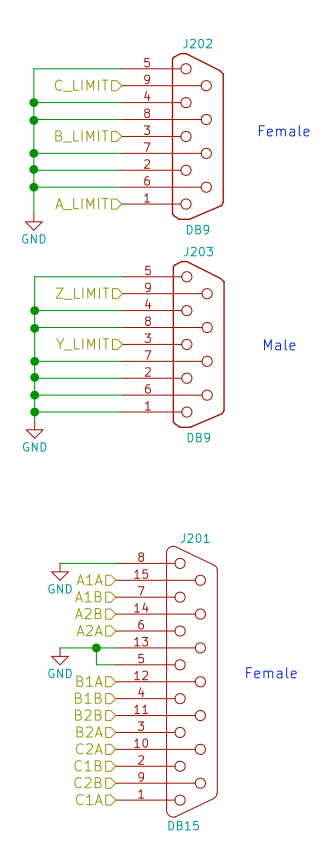 J202
5
C_LIMIT 9
4
8
B_LIMIT 3 Female
7
2
6
A_LIMIT 1
GND DB9
J203
5
Z_LIMIT 9
4
8
Y_LIMIT 3 Male
7
2
6
1
GND DB9
J201
8
GND A1A 15
A1B 7
A2B 14
A2A 6
13
GND 5 Female
B1A 12
B1B 4
B2B 11
B2A 3
C2A 10
C1B 2
C2B 9
C1A 1
DB15